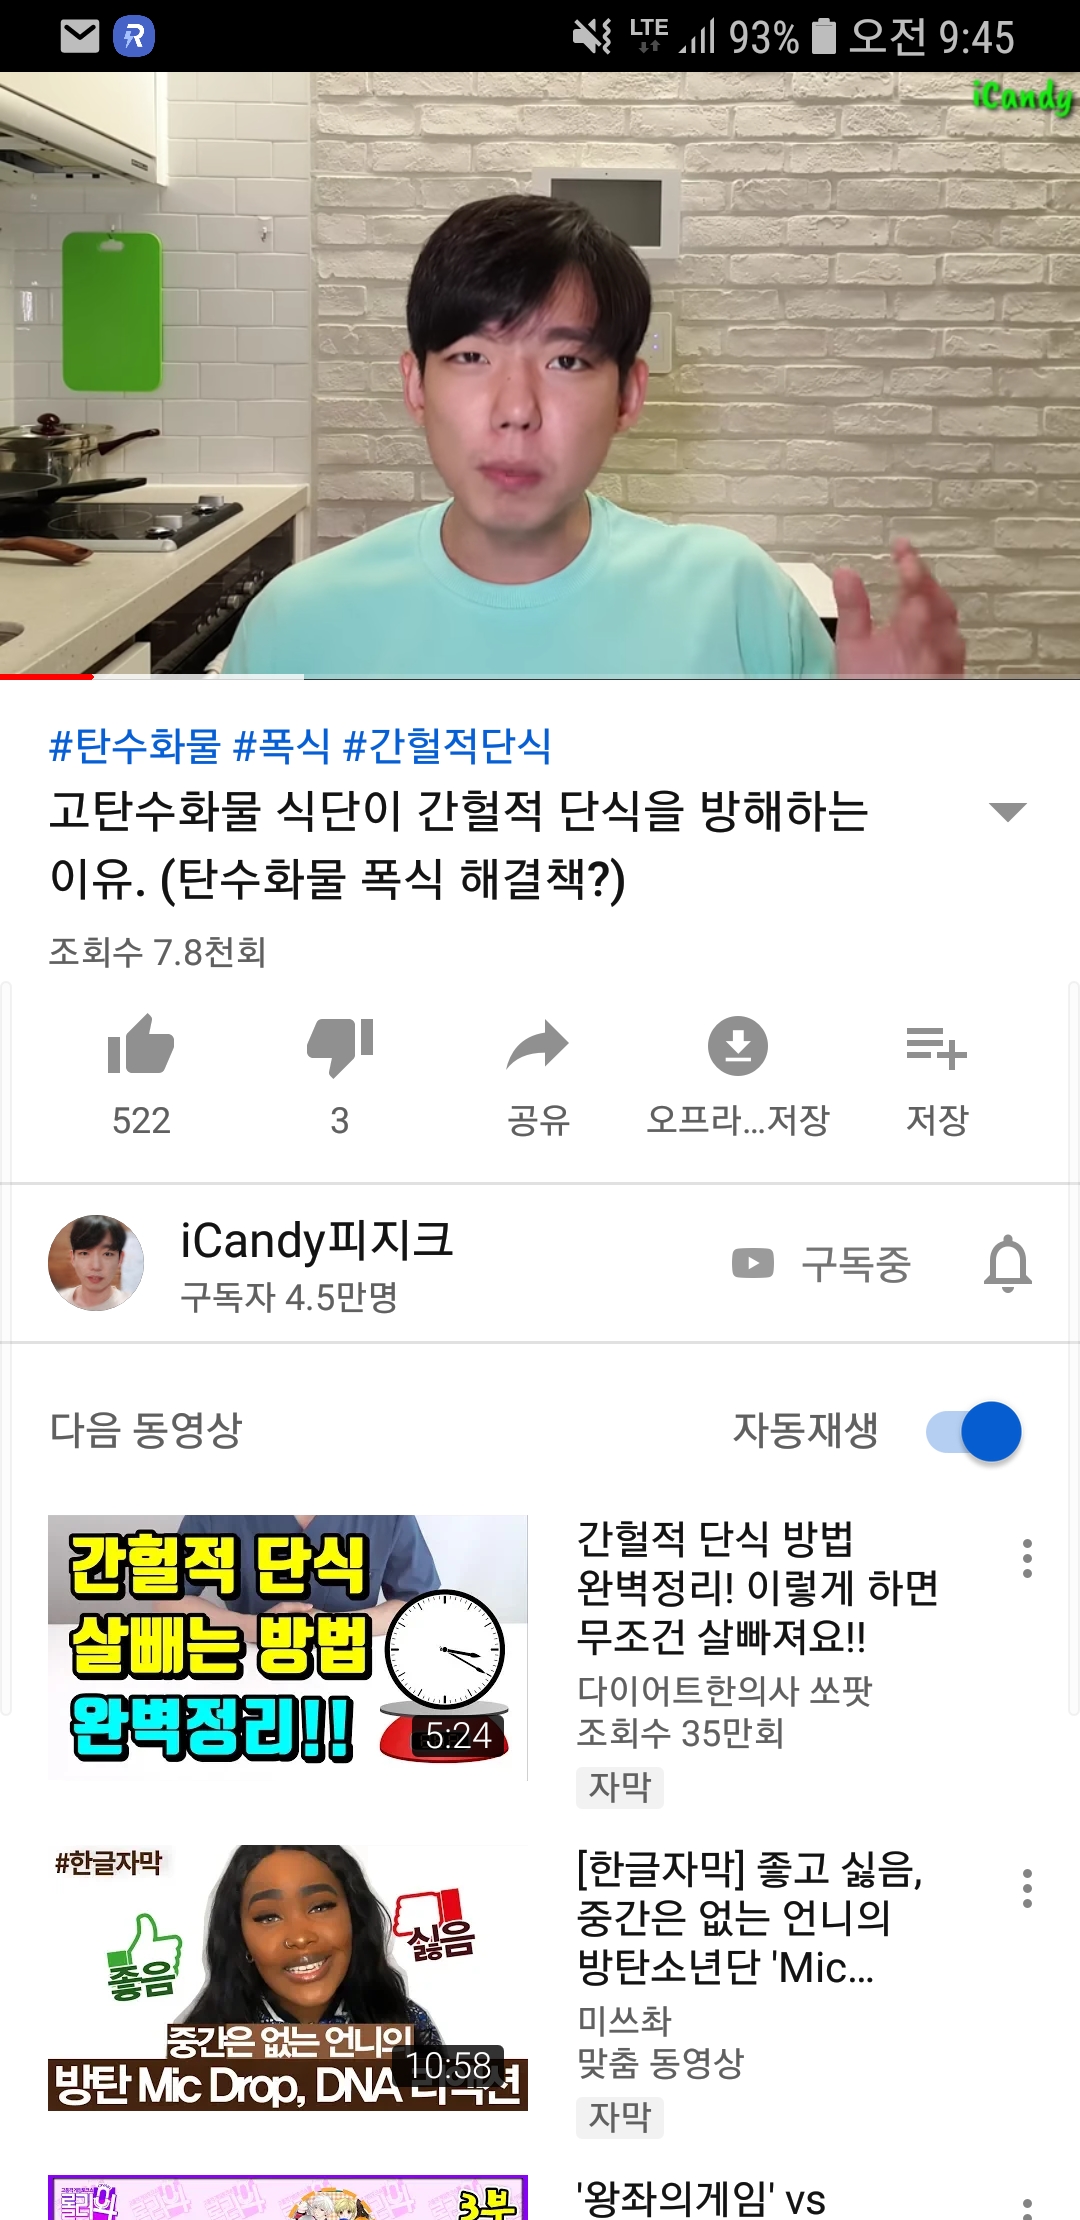 LTE 93% 오전 9:45
iCandy
#탄수화물 #폭식 #간헐적단식
고탄수화물 식단이 간헐적 단식을 방해하는
이유. (탄수화물 폭식 해결책?)
조회수 7.8천회
522 3 공유 오프라...저장 저장
iCandy피지크
구독자 4.5만명
구독중
다음 동영상 자동재생
간헐적 단식
살빼는 방법
완벽정리!!
5:24
간헐적 단식 방법
완벽정리! 이렇게 하면
무조건 살빠져요!!
다이어트한의사 쏘팟
조회수 35만회
자막
#한글자막
좋음
싫음
중간은 없는 언니의
방탄 Mic Drop, DNA 리액션
10:58
[한글자막] 좋고 싫음,
중간은 없는 언니의
방탄소년단 'Mic...
미쓰촤
맞춤 동영상
자막
3부
'왕좌의게임' vs